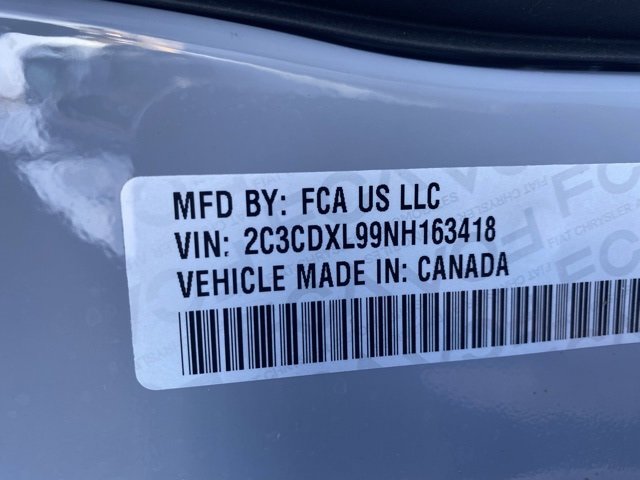 MFD BY: FCA US LLC
VIN: 2C3CDXL99NH163418
VEHICLE MADE IN: CANADA